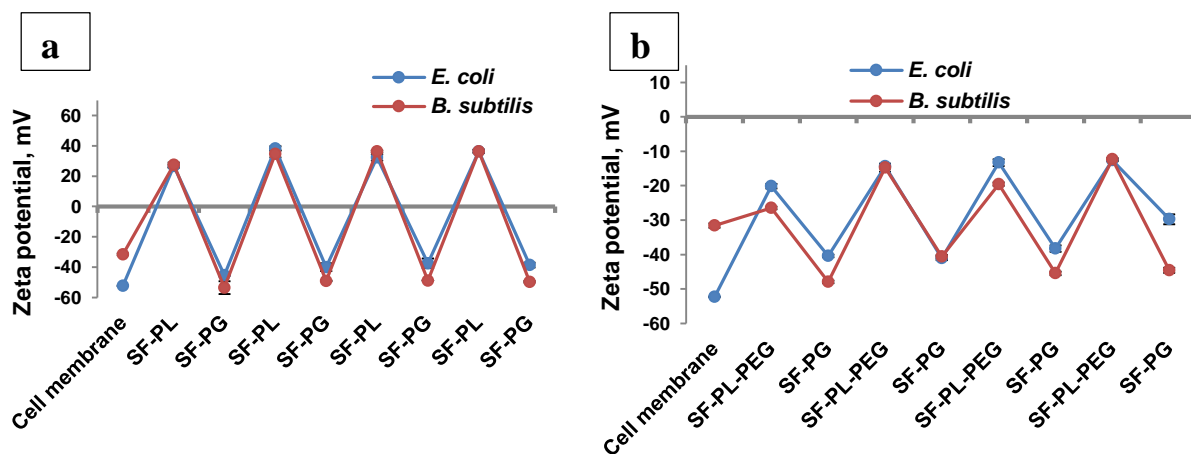 a
E. coli
B. subtilis
Zeta potential, mV
60
40
20
0
-20
-40
-60
Cell membrane
SF-PL
SF-PG
SF-PL
SF-PG
SF-PL
SF-PG
SF-PL
SF-PG
b
E. coli
B. subtilis
Zeta potential, mV
10
0
-10
-20
-30
-40
-50
-60
Cell membrane
SF-PL-PEG
SF-PG
SF-PL-PEG
SF-PG
SF-PL-PEG
SF-PG
SF-PL-PEG
SF-PG